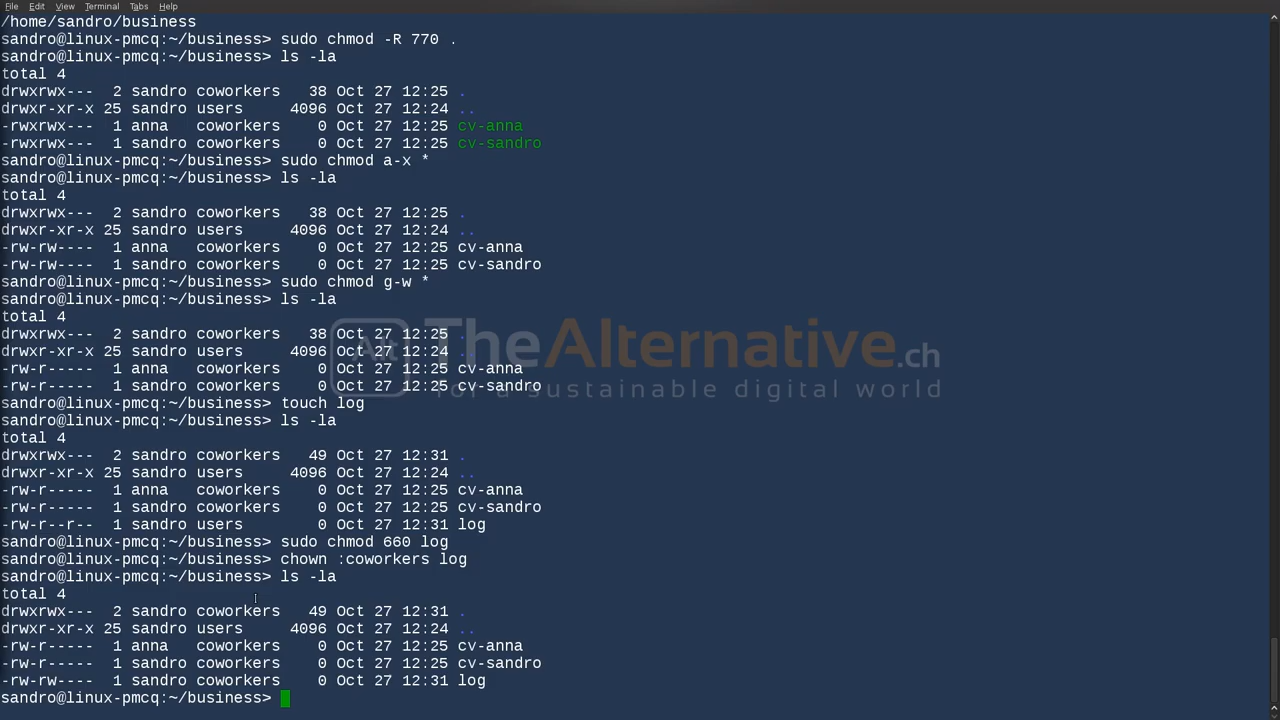 File Edit View Terminal Tabs Help
/home/sandro/business
sandro@linux-pmcq:~/business> sudo chmod -R 770 .
sandro@linux-pmcq:~/business> ls -la
total 4
drwxrwx---  2 sandro coworkers   38 Oct 27 12:25 .
drwxr-xr-x 25 sandro users     4096 Oct 27 12:24 ..
-rwxrwx---  1 anna   coworkers    0 Oct 27 12:25 cv-anna
-rwxrwx---  1 sandro coworkers    0 Oct 27 12:25 cv-sandro
sandro@linux-pmcq:~/business> sudo chmod a-x *
sandro@linux-pmcq:~/business> ls -la
total 4
drwxrwx---  2 sandro coworkers   38 Oct 27 12:25 .
drwxr-xr-x 25 sandro users     4096 Oct 27 12:24 ..
-rw-rw----  1 anna   coworkers    0 Oct 27 12:25 cv-anna
-rw-rw----  1 sandro coworkers    0 Oct 27 12:25 cv-sandro
sandro@linux-pmcq:~/business> sudo chmod g-w *
sandro@linux-pmcq:~/business> ls -la
total 4
drwxrwx---  2 sandro coworkers   38 Oct 27 12:25 .
drwxr-xr-x 25 sandro users     4096 Oct 27 12:24 ..
-rw-r-----  1 anna   coworkers    0 Oct 27 12:25 cv-anna
-rw-r-----  1 sandro coworkers    0 Oct 27 12:25 cv-sandro
Alt TheAlternative.ch
for a sustainable digital world
sandro@linux-pmcq:~/business> touch log
sandro@linux-pmcq:~/business> ls -la
total 4
drwxrwx---  2 sandro coworkers   49 Oct 27 12:31 .
drwxr-xr-x 25 sandro users     4096 Oct 27 12:24 ..
-rw-r-----  1 anna   coworkers    0 Oct 27 12:25 cv-anna
-rw-r-----  1 sandro coworkers    0 Oct 27 12:25 cv-sandro
-rw-r--r--  1 sandro users        0 Oct 27 12:31 log
sandro@linux-pmcq:~/business> sudo chmod 660 log
sandro@linux-pmcq:~/business> chown :coworkers log
sandro@linux-pmcq:~/business> ls -la
total 4
drwxrwx---  2 sandro coworkers   49 Oct 27 12:31 .
drwxr-xr-x 25 sandro users     4096 Oct 27 12:24 ..
-rw-r-----  1 anna   coworkers    0 Oct 27 12:25 cv-anna
-rw-r-----  1 sandro coworkers    0 Oct 27 12:25 cv-sandro
-rw-rw----  1 sandro coworkers    0 Oct 27 12:31 log
sandro@linux-pmcq:~/business>